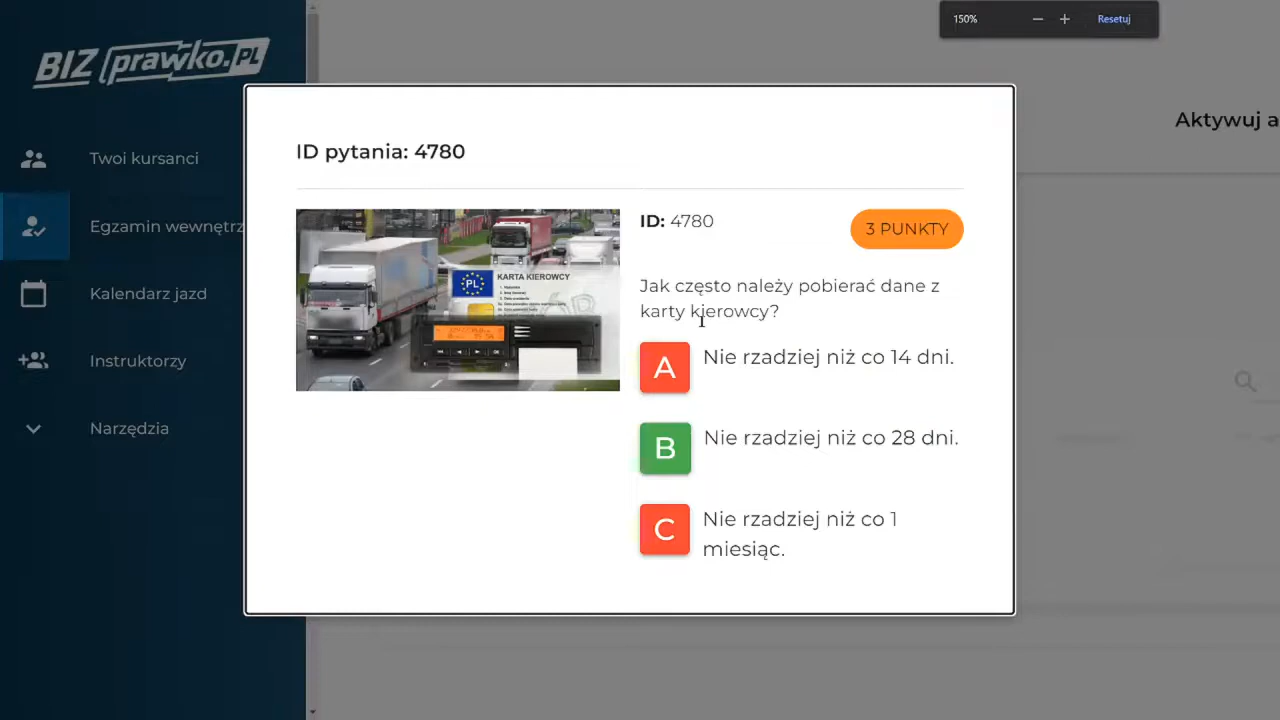 150%
Resetuj
BIZ prawko.PL
Aktywuj a
ID pytania: 4780
Twoi kursanci
Egzamin wewnętrz
Kalendarz jazd
Instruktorzy
Narzędzia
PL
KARTA KIEROWCY
ID: 4780
3 PUNKTY
Jak często należy pobierać dane z
karty kierowcy?
A
Nie rzadziej niż co 14 dni.
B
Nie rzadziej niż co 28 dni.
C
Nie rzadziej niż co 1
miesiąc.